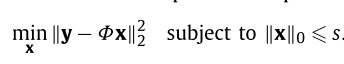 min ‖y − Φx‖₂² subject to ‖x‖₀ ⩽ s.
x